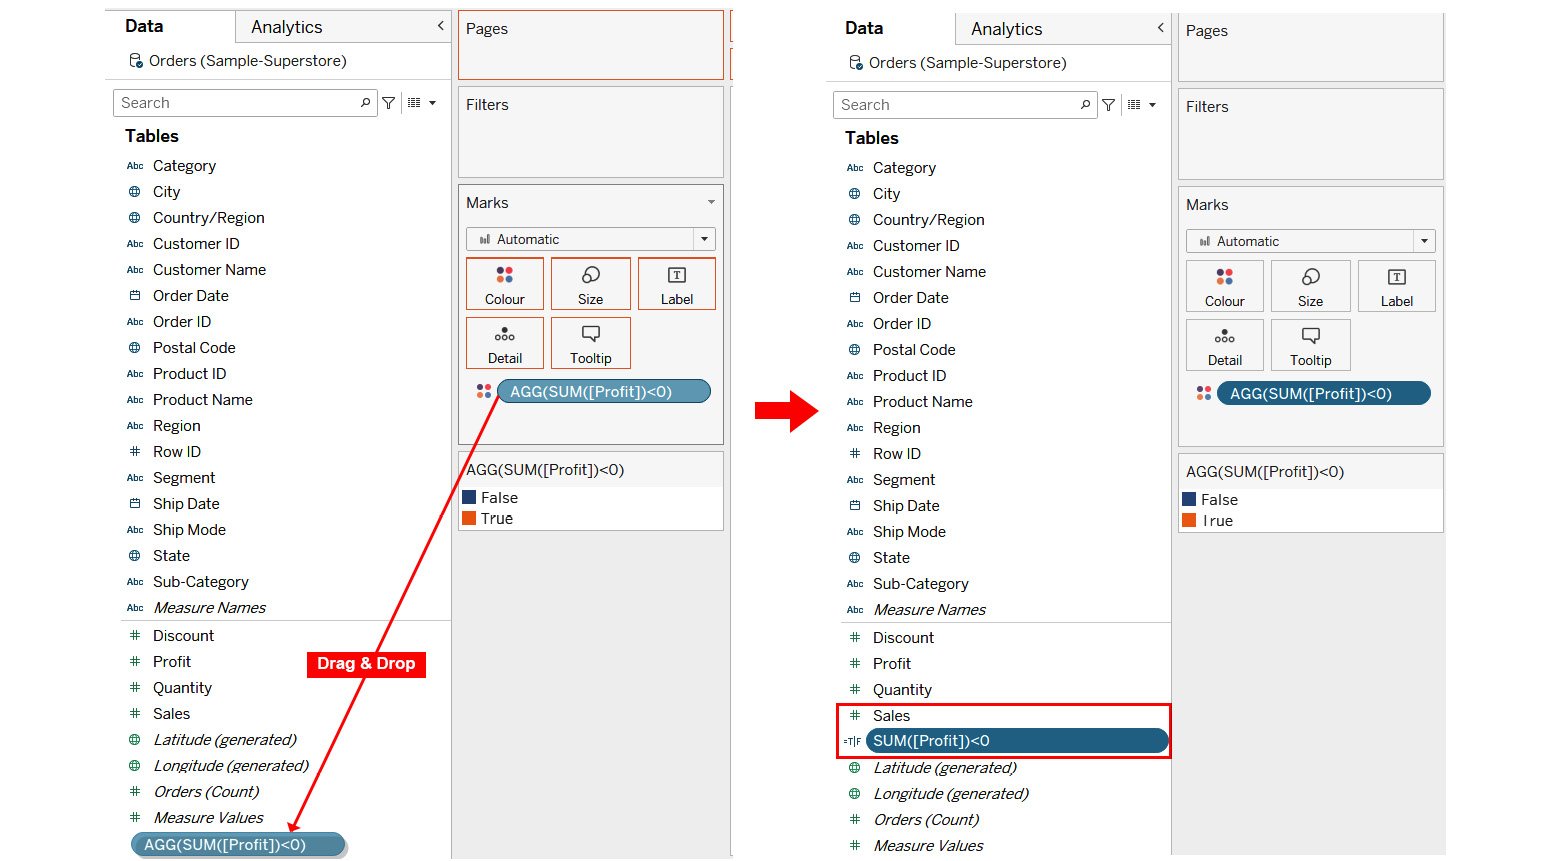 Data
Analytics
Orders (Sample-Superstore)
Search
Tables
Abc Category
City
Country/Region
Abc Customer ID
Abc Customer Name
Order Date
Abc Order ID
Postal Code
Abc Product ID
Abc Product Name
Abc Region
# Row ID
Abc Segment
Ship Date
Abc Ship Mode
State
Abc Sub-Category
Abc Measure Names
# Discount
# Profit
# Quantity
# Sales
Latitude (generated)
Longitude (generated)
# Orders (Count)
# Measure Values
AGG(SUM([Profit])<0)
Drag & Drop
Pages
Filters
Marks
Automatic
Colour
Size
T
Label
Detail
Tooltip
AGG(SUM([Profit])<0)
AGG(SUM([Profit])<0)
False
True
Data
Analytics
Orders (Sample-Superstore)
Search
Tables
Abc Category
City
Country/Region
Abc Customer ID
Abc Customer Name
Order Date
Abc Order ID
Postal Code
Abc Product ID
Abc Product Name
Abc Region
# Row ID
Abc Segment
Ship Date
Abc Ship Mode
State
Abc Sub-Category
Abc Measure Names
# Discount
# Profit
# Quantity
# Sales
=T|F SUM([Profit])<0
Latitude (generated)
Longitude (generated)
# Orders (Count)
# Measure Values
Pages
Filters
Marks
Automatic
Colour
Size
T
Label
Detail
Tooltip
AGG(SUM([Profit])<0)
AGG(SUM([Profit])<0)
False
True